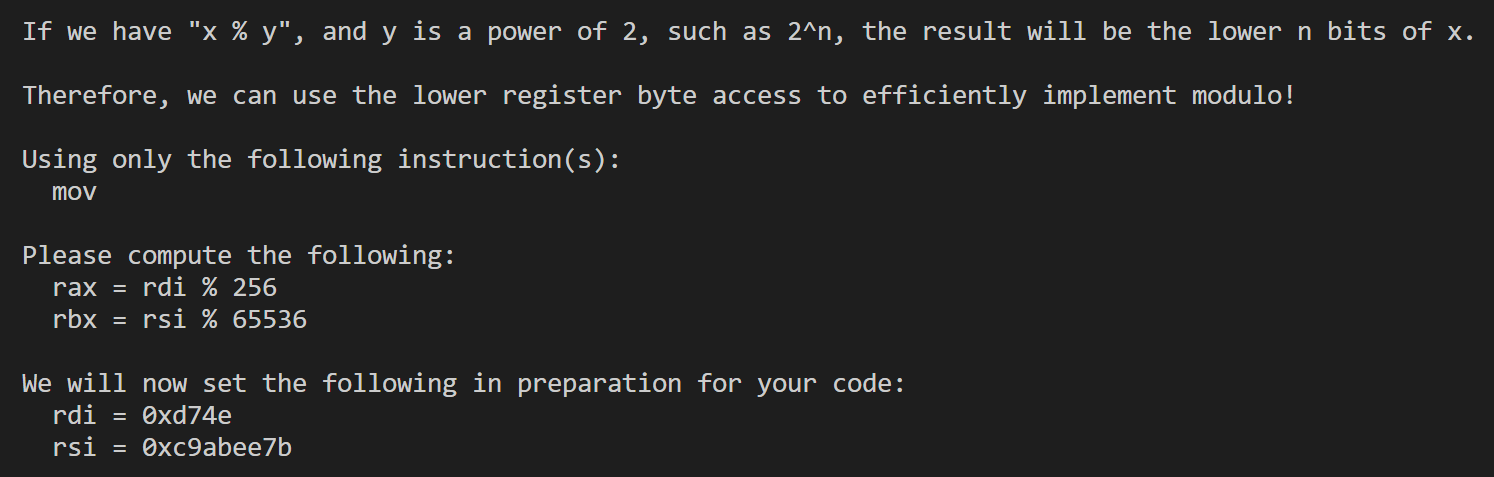 If we have "x % y", and y is a power of 2, such as 2^n, the result will be the lower n bits of x.
Therefore, we can use the lower register byte access to efficiently implement modulo!
Using only the following instruction(s):
mov
Please compute the following:
rax = rdi % 256
rbx = rsi % 65536
We will now set the following in preparation for your code:
rdi = 0xd74e
rsi = 0xc9abee7b